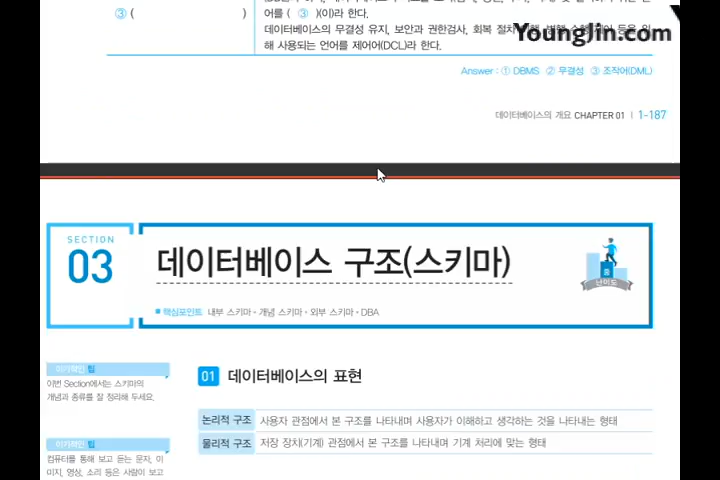 ③ (                    )
어를 ( ③ )(이)라 한다.
YoungJin.com
데이터베이스의 무결성 유지, 보안과 권한검사, 회복 절차
해 사용되는 언어를 제어어(DCL)라 한다.
Answer : ① DBMS ② 무결성 ③ 조작어(DML)
데이터베이스의 개요 CHAPTER 01 | 1-187
SECTION
03
데이터베이스 구조(스키마)
중
난이도
■ 핵심포인트 내부 스키마 • 개념 스키마 • 외부 스키마 • DBA
이기적인 팁
이번 Section에서는 스키마의
개념과 종류를 잘 정리해 두세요.
01 데이터베이스의 표현
논리적 구조 사용자 관점에서 본 구조를 나타내며 사용자가 이해하고 생각하는 것을 나타내는 형태
물리적 구조 저장 장치(기계) 관점에서 본 구조를 나타내며 기계 처리에 맞는 형태
이기적인 팁
컴퓨터를 통해 보고 듣는 문자, 이
미지, 영상, 소리 등은 사람이 보고